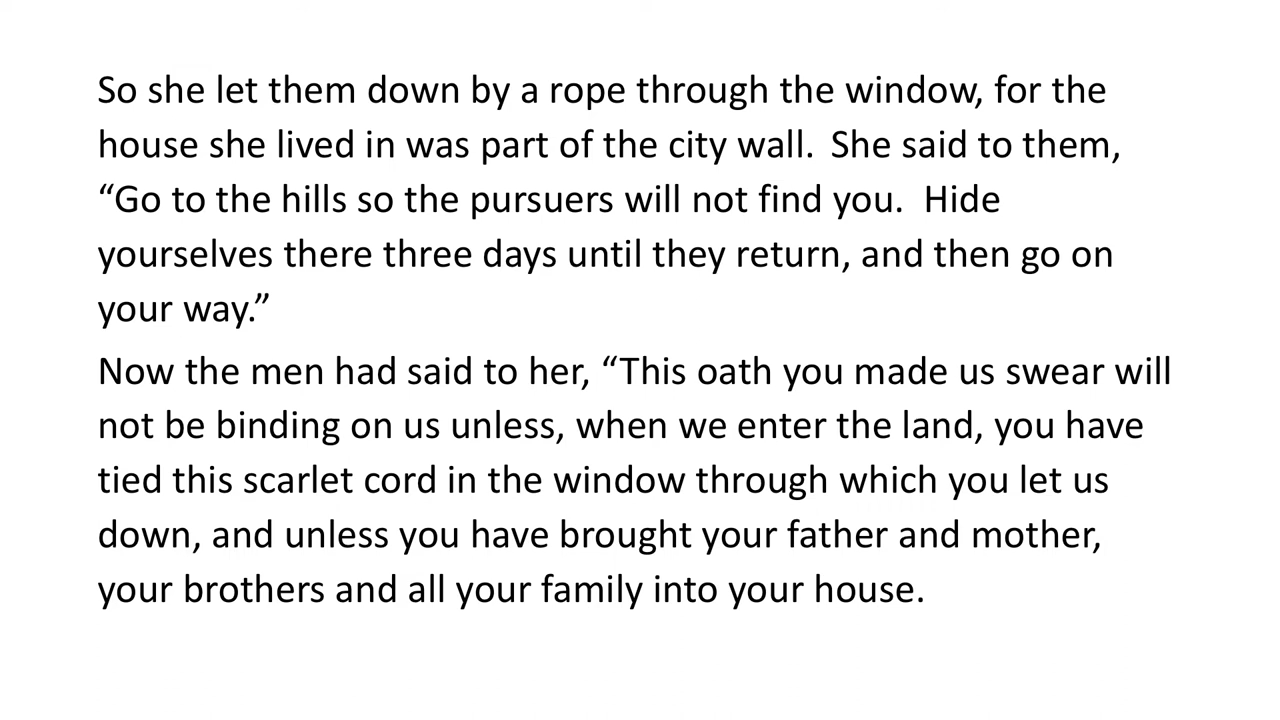 So she let them down by a rope through the window, for the
house she lived in was part of the city wall.  She said to them,
“Go to the hills so the pursuers will not find you.  Hide
yourselves there three days until they return, and then go on
your way.”
Now the men had said to her, “This oath you made us swear will
not be binding on us unless, when we enter the land, you have
tied this scarlet cord in the window through which you let us
down, and unless you have brought your father and mother,
your brothers and all your family into your house.